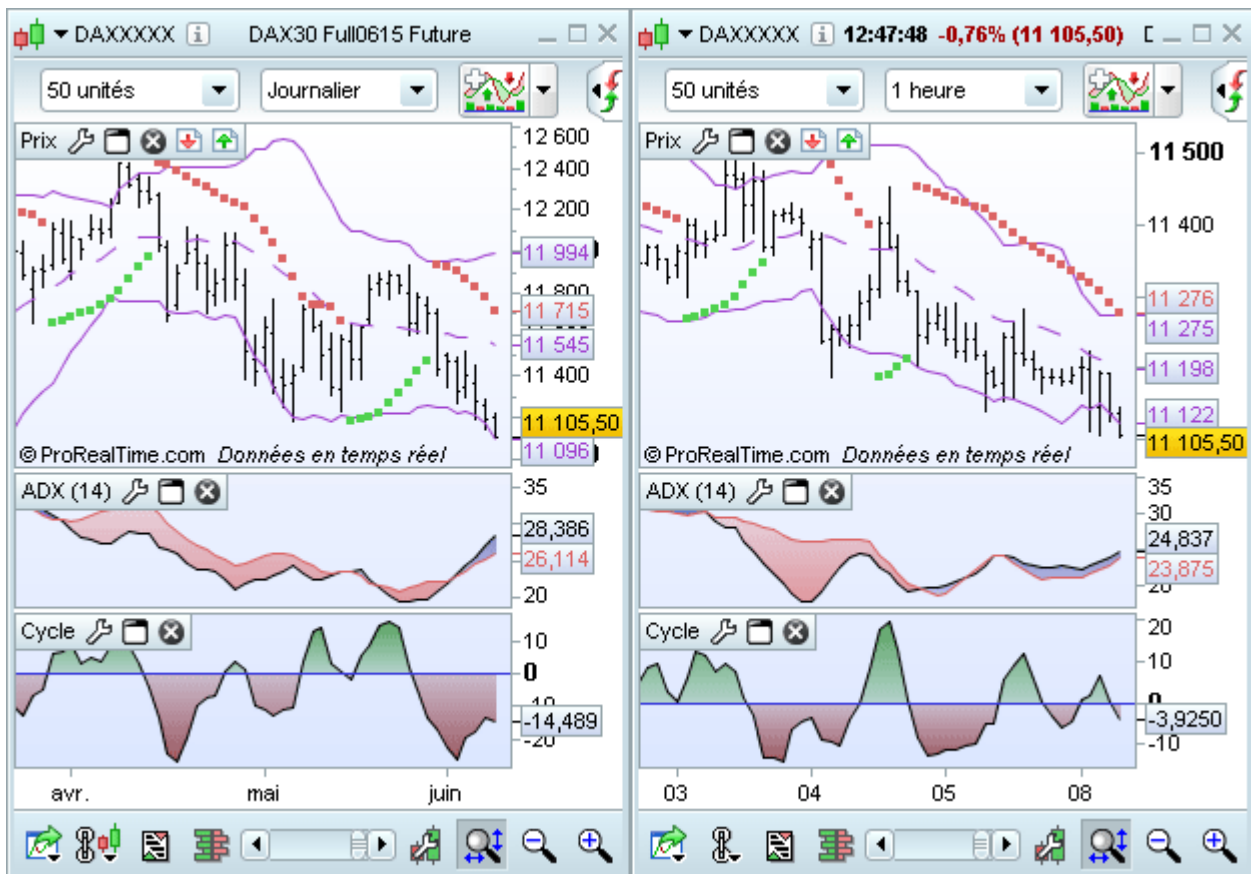 DAXXXXX DAX30 Full0615 Future
50 unités Journalier
Prix
12 600
12 400
12 200
11 994
11 800
11 715
11 545
11 400
11 105,50
11 096
© ProRealTime.com Données en temps réel
ADX (14)
35
28,386
26,114
20
Cycle
10
0
-10
-14,489
-20
avr. mai juin
DAXXXXX 12:47:48 -0,76% (11 105,50) D
50 unités 1 heure
Prix
11 500
11 400
11 276
11 275
11 198
11 122
11 105,50
© ProRealTime.com Données en temps réel
ADX (14)
35
30
24,837
23,875
20
Cycle
20
10
0
-3,9250
-10
03 04 05 08